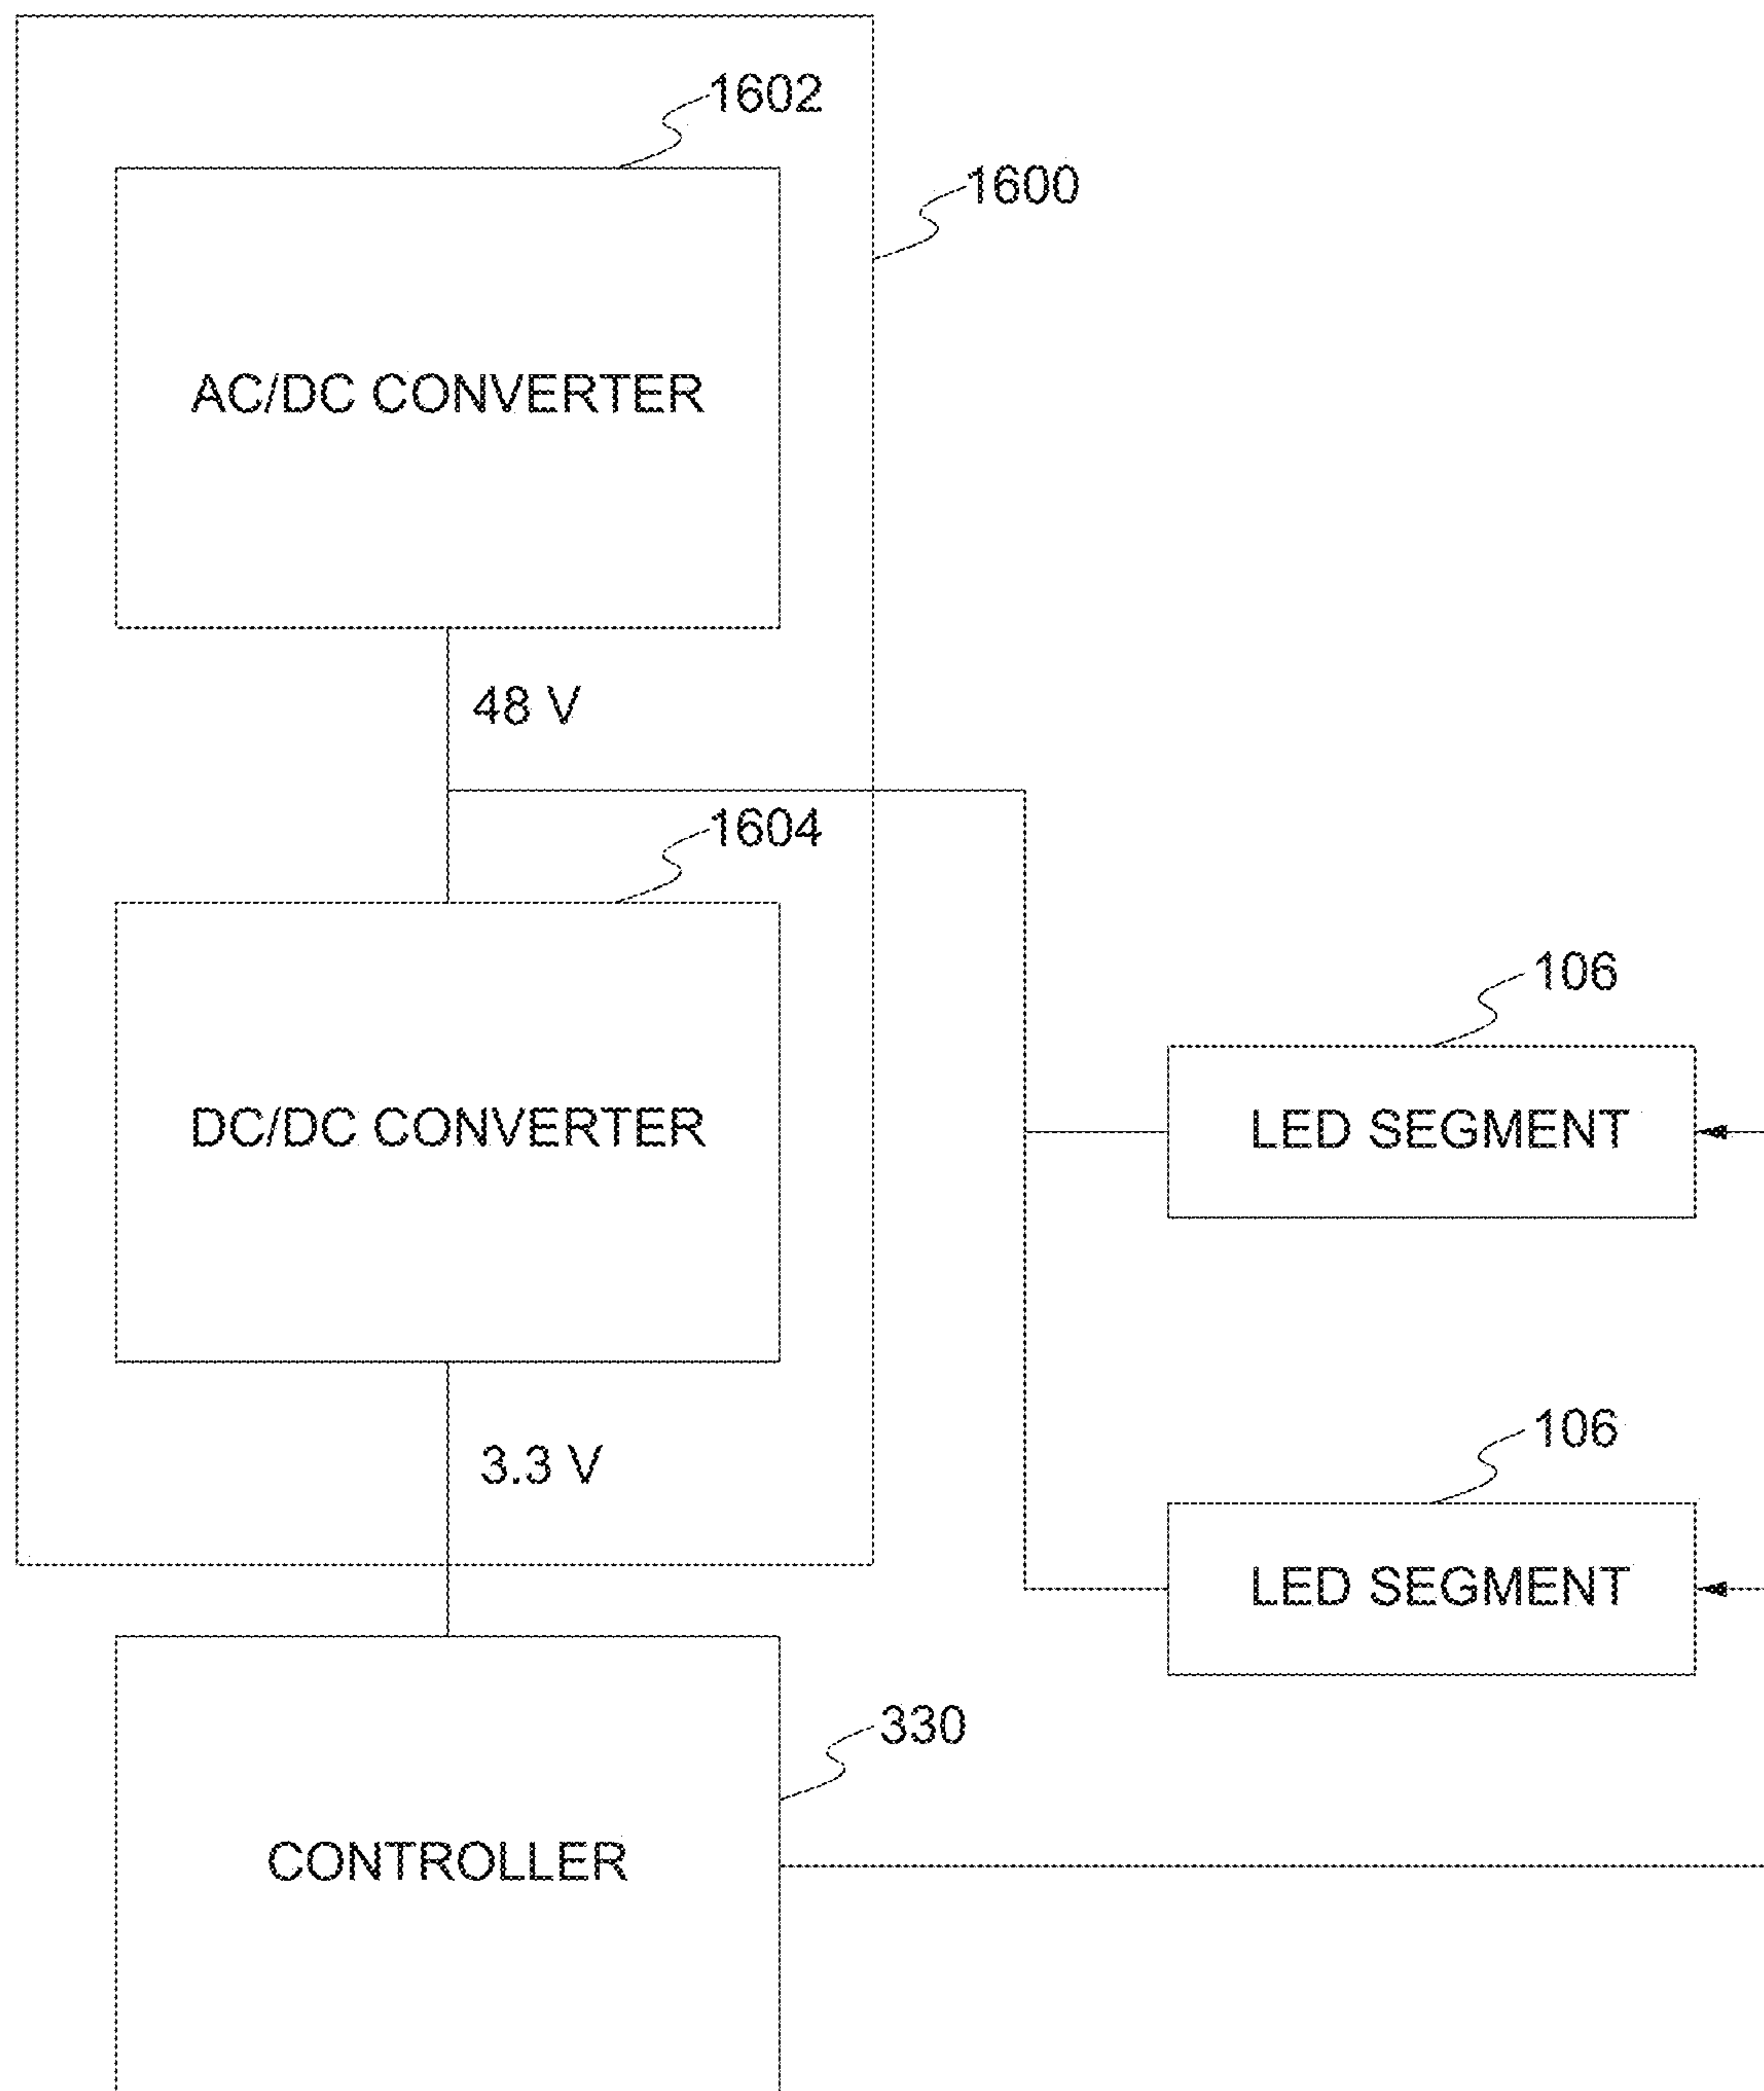 1602
1600
AC/DC CONVERTER
48 V
1604
106
DC/DC CONVERTER
LED SEGMENT
106
3.3 V
LED SEGMENT
330
CONTROLLER